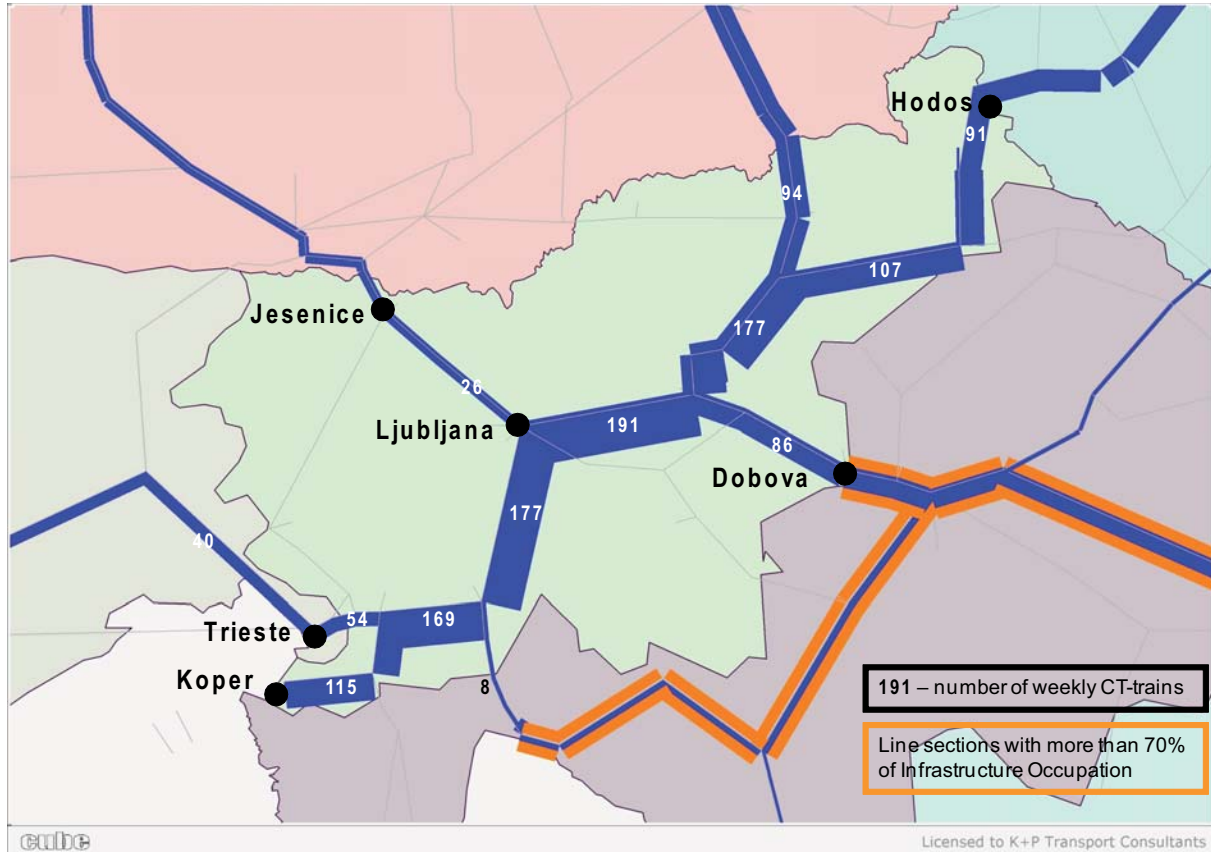 Hodos
91
94
107
Jesenice
177
26
Ljubljana
191
86
Dobova
177
40
54
169
Trieste
Koper
115
8
191 – number of weekly CT-trains
Line sections with more than 70%
of Infrastructure Occupation
cube
Licensed to K+P Transport Consultants